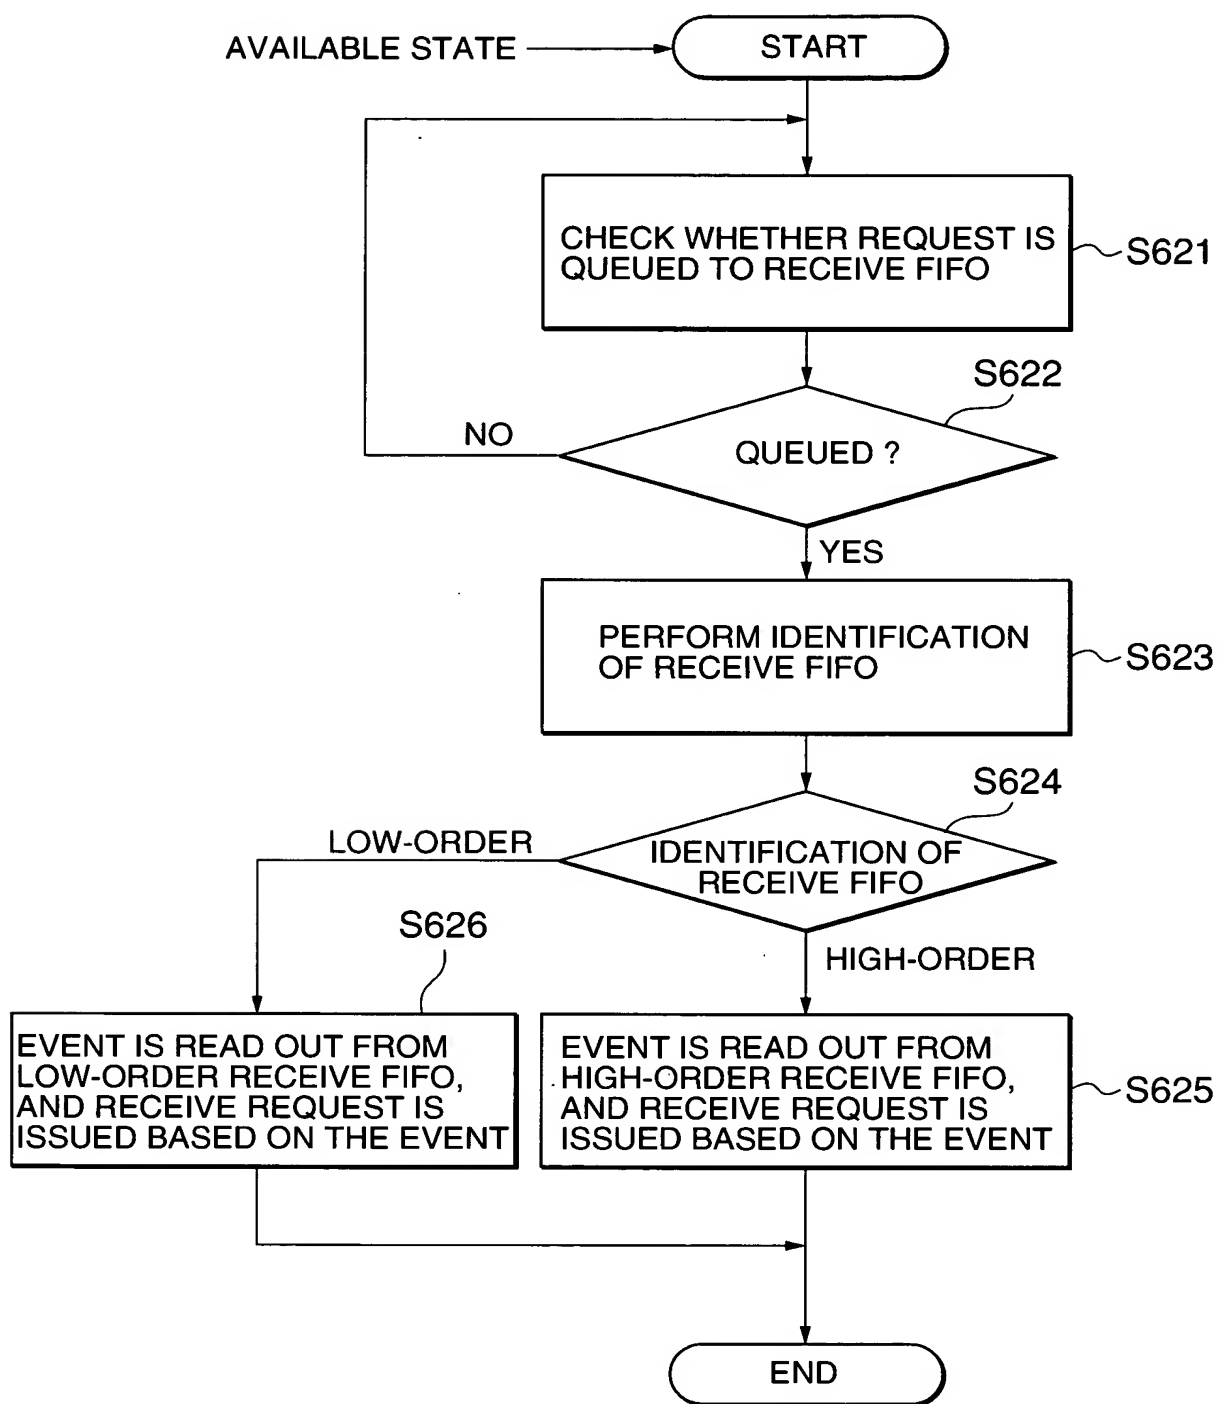 AVAILABLE STATE
START
CHECK WHETHER REQUEST IS
QUEUED TO RECEIVE FIFO
S621
S622
QUEUED ?
NO
YES
PERFORM IDENTIFICATION
OF RECEIVE FIFO
S623
S624
IDENTIFICATION OF
RECEIVE FIFO
LOW-ORDER
HIGH-ORDER
S626
EVENT IS READ OUT FROM
LOW-ORDER RECEIVE FIFO,
AND RECEIVE REQUEST IS
ISSUED BASED ON THE EVENT
EVENT IS READ OUT FROM
HIGH-ORDER RECEIVE FIFO,
AND RECEIVE REQUEST IS
ISSUED BASED ON THE EVENT
S625
END